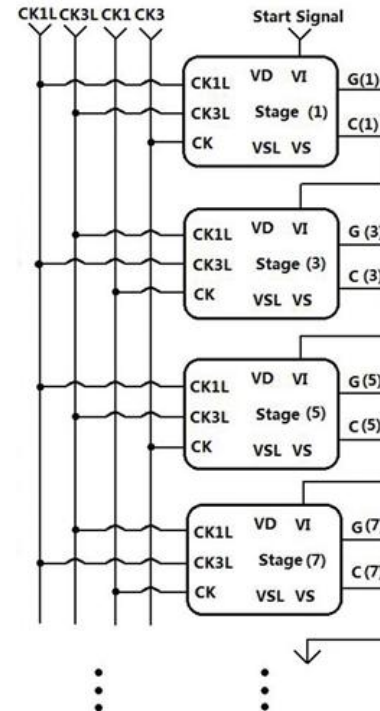 CK1L CK3L CK1 CK3 Start Signal
CK1L VD VI G(1)
CK3L Stage (1)
CK VSL VS C(1)
CK1L VD VI G (3)
CK3L Stage (3)
CK VSL VS C (3)
CK1L VD VI G(5)
CK3L Stage (5)
CK VSL VS C (5)
CK1L VD VI G (7)
CK3L Stage (7)
CK VSL VS C(7)